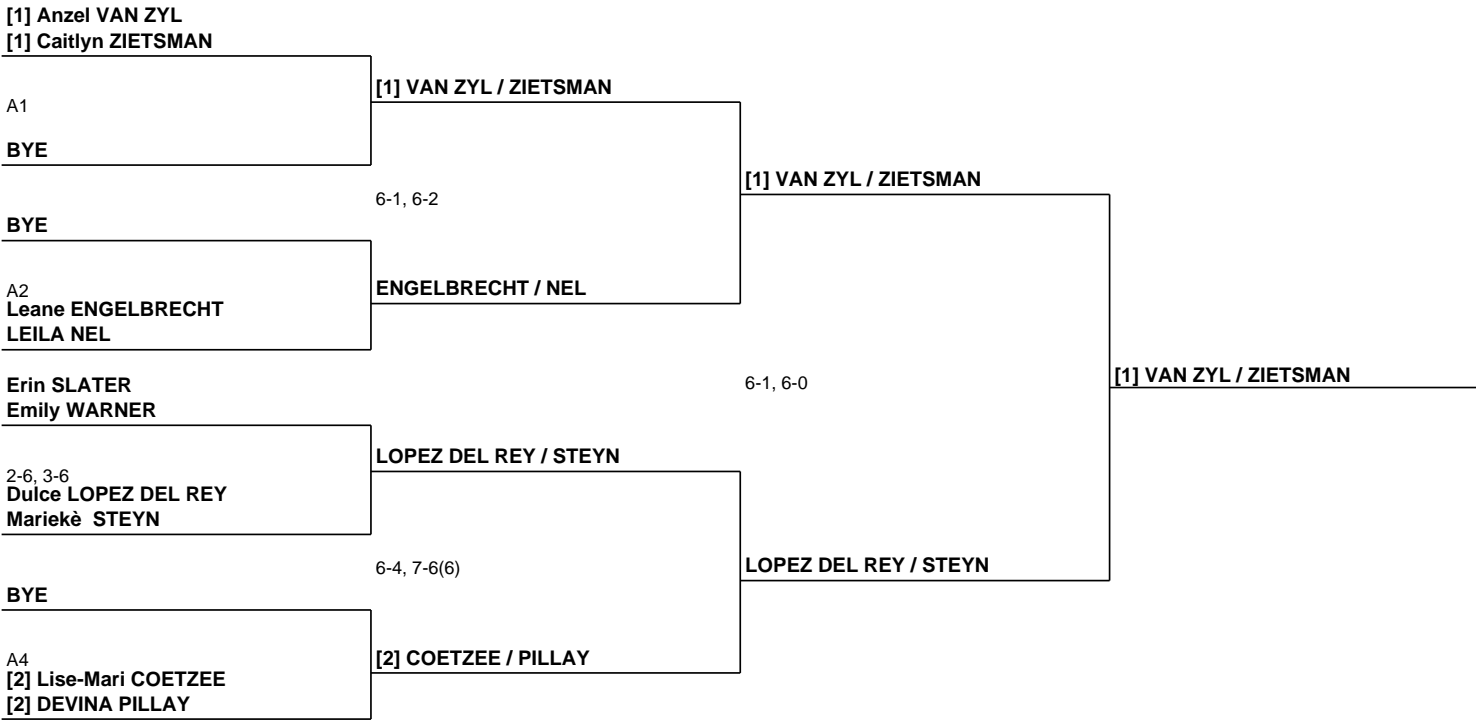 [1] Anzel VAN ZYL
[1] Caitlyn ZIETSMAN
[1] VAN ZYL / ZIETSMAN
A1
BYE
[1] VAN ZYL / ZIETSMAN
6-1, 6-2
BYE
A2
ENGELBRECHT / NEL
Leane ENGELBRECHT
LEILA NEL
Erin SLATER
Emily WARNER
6-1, 6-0
[1] VAN ZYL / ZIETSMAN
LOPEZ DEL REY / STEYN
2-6, 3-6
Dulce LOPEZ DEL REY
Mariekè  STEYN
6-4, 7-6(6)
LOPEZ DEL REY / STEYN
BYE
A4
[2] COETZEE / PILLAY
[2] Lise-Mari COETZEE
[2] DEVINA PILLAY